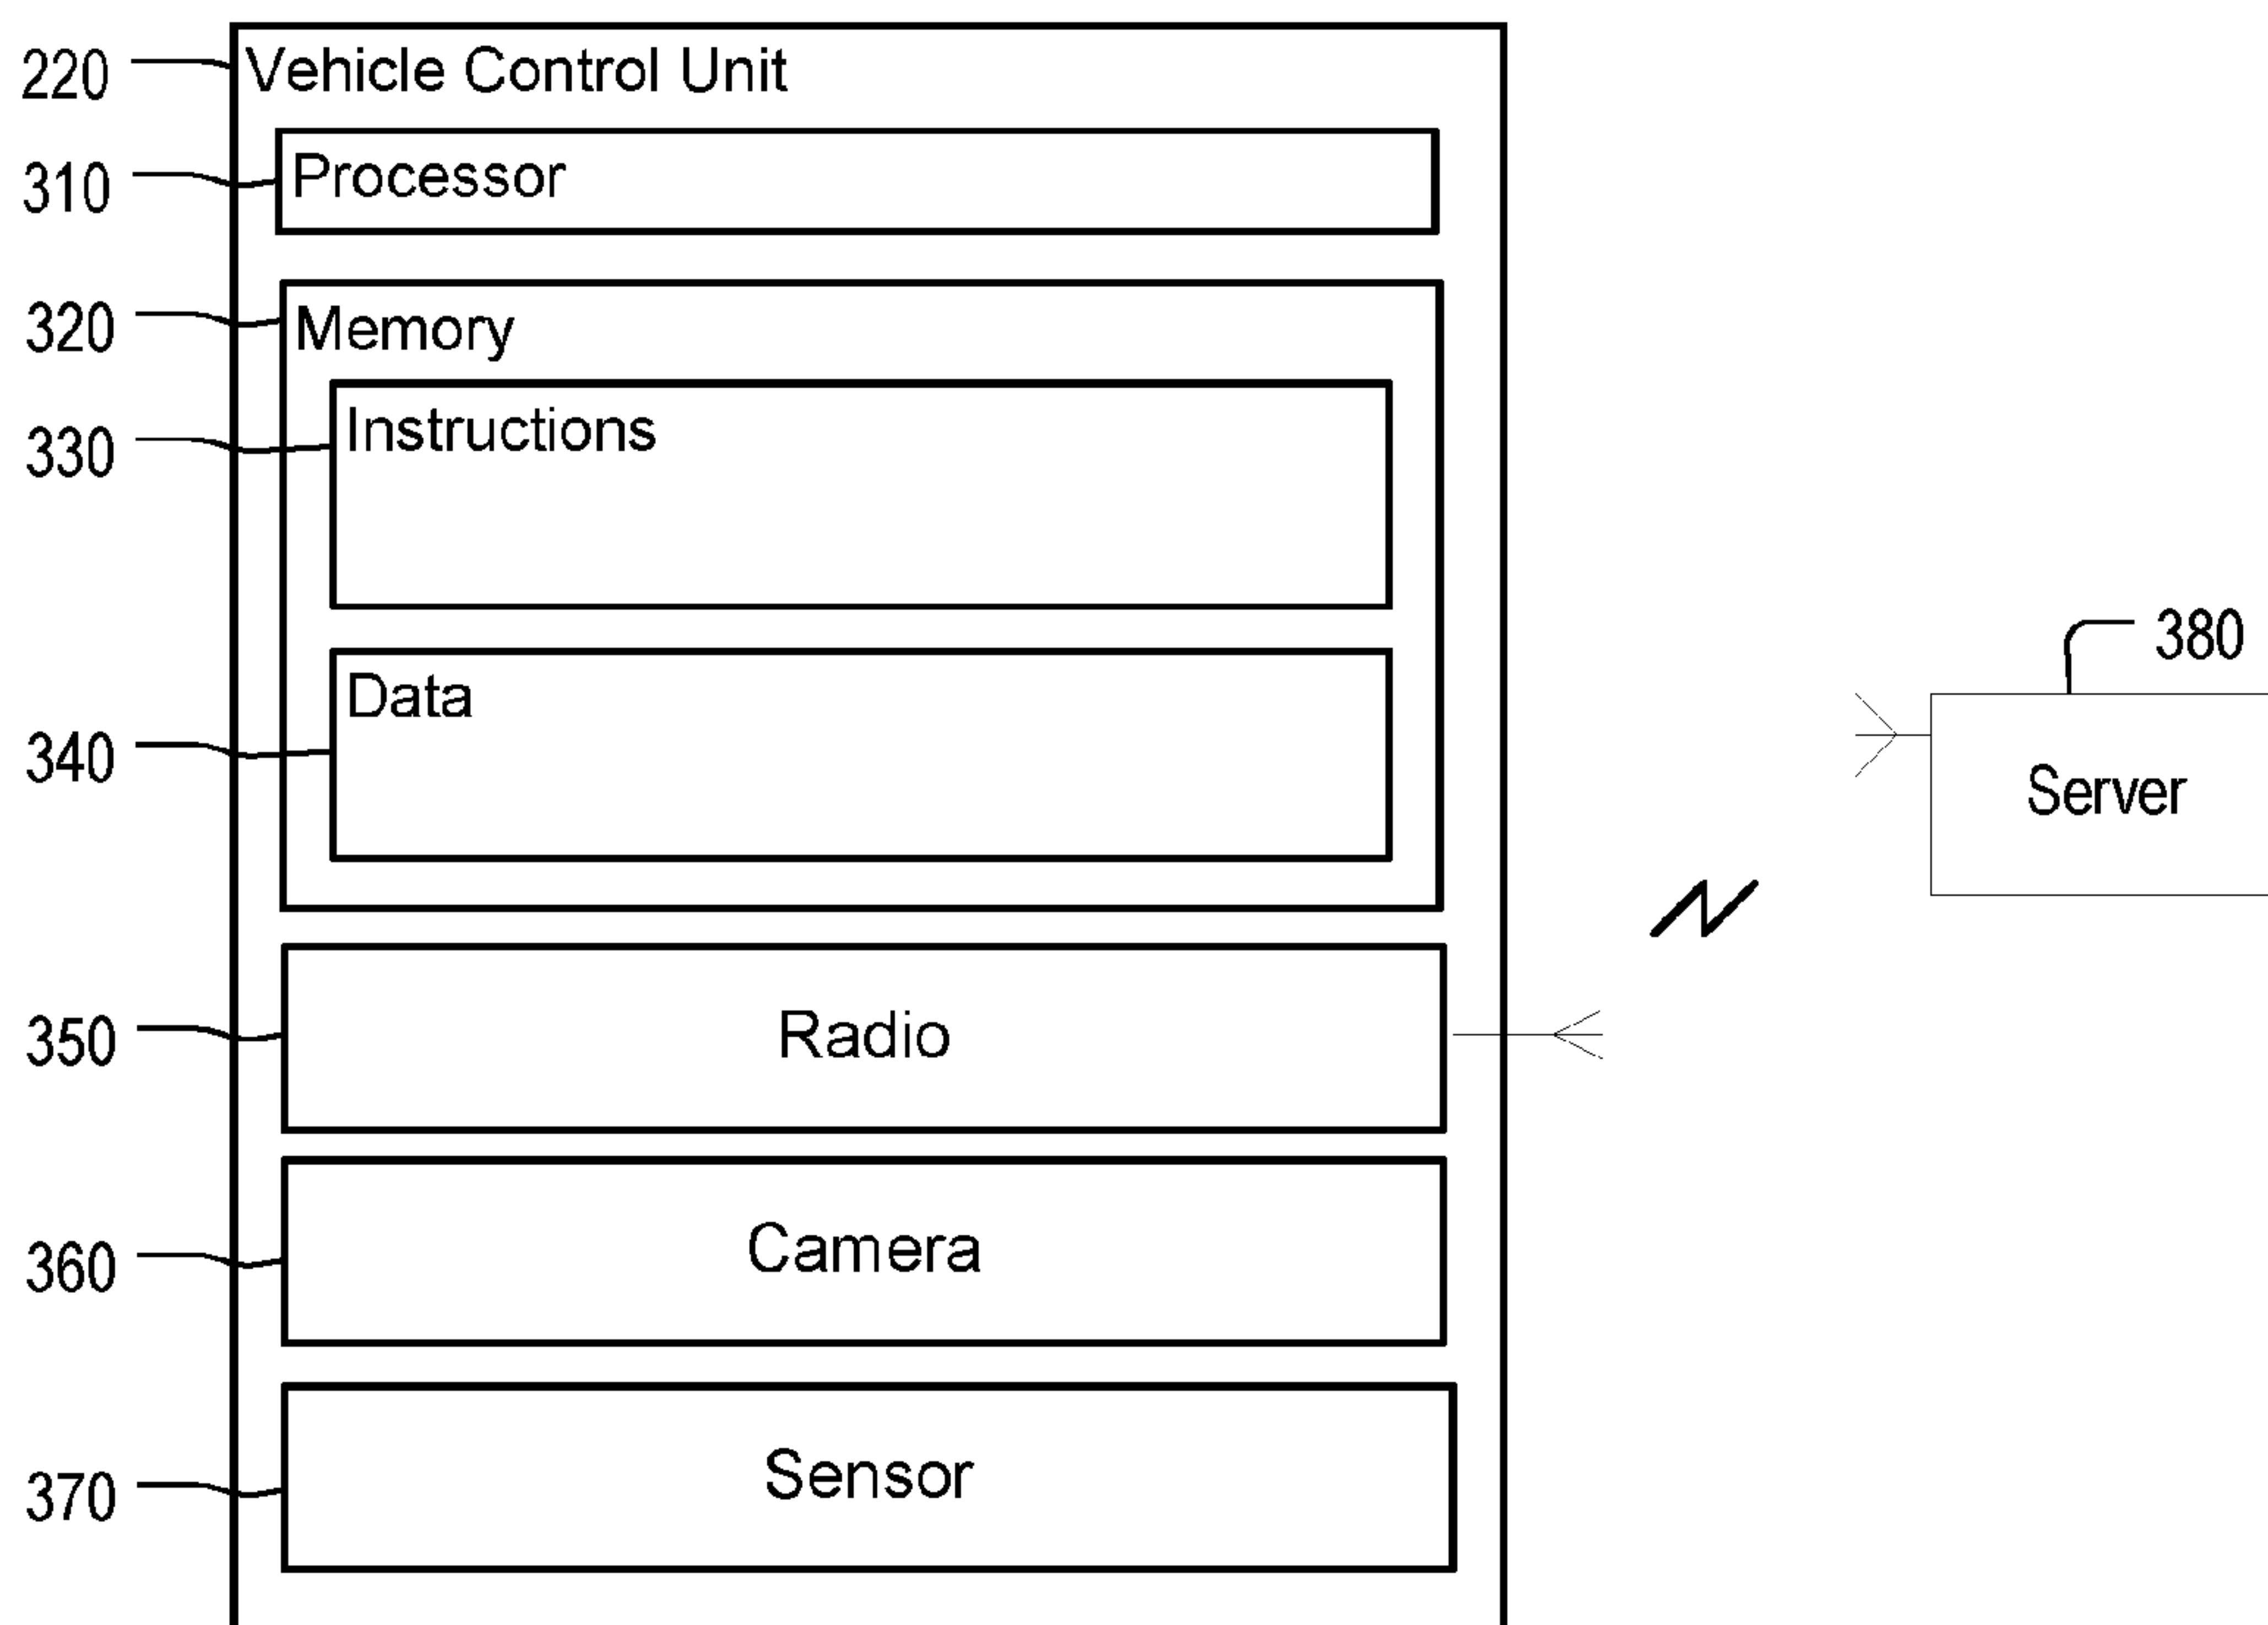 220 Vehicle Control Unit
310 Processor
320 Memory
330 Instructions
380
340 Data
Server
350 Radio
360 Camera
370 Sensor